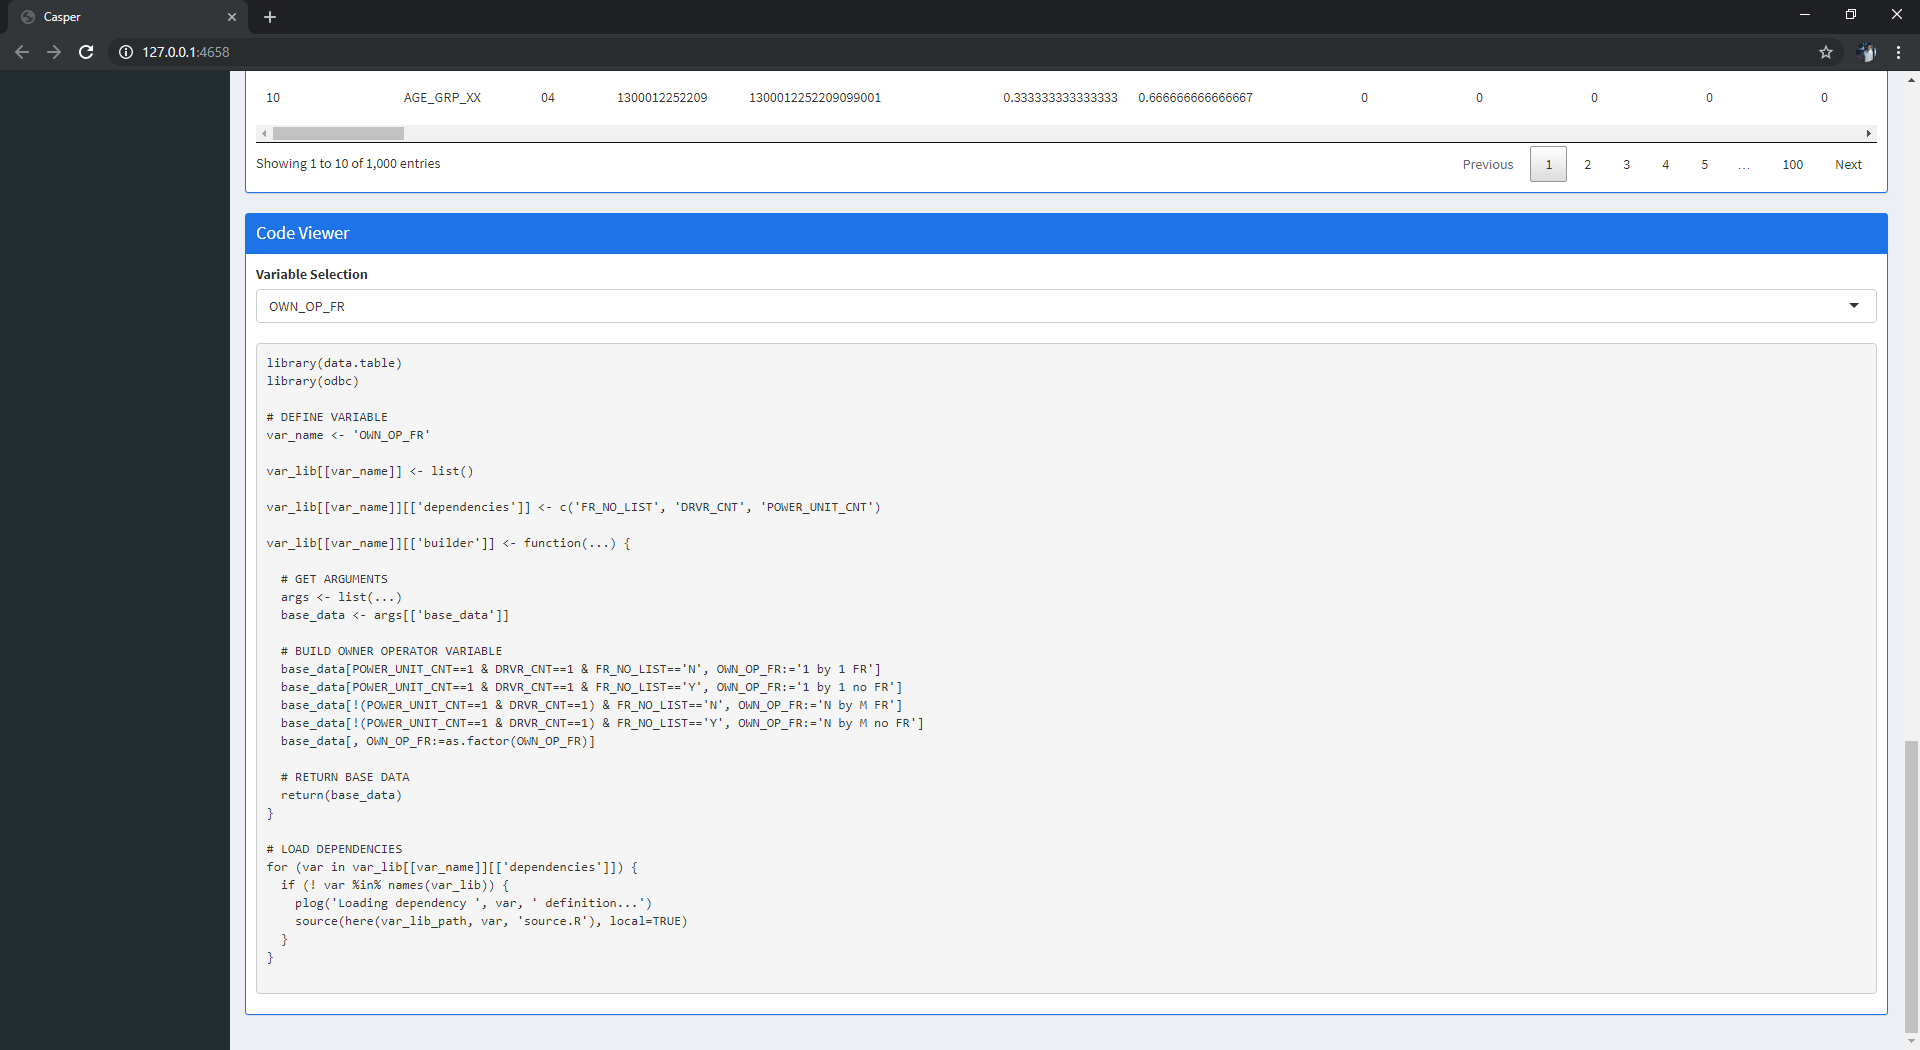 Casper
127.0.0.1:4658
10 AGE_GRP_XX 04 1300012252209 1300012252209099001 0.333333333333333 0.666666666666667 0 0 0 0 0
Showing 1 to 10 of 1,000 entries
Previous 1 2 3 4 5 ... 100 Next
Code Viewer
Variable Selection
OWN_OP_FR
library(data.table)
library(odbc)
# DEFINE VARIABLE
var_name <- 'OWN_OP_FR'
var_lib[[var_name]] <- list()
var_lib[[var_name]][['dependencies']] <- c('FR_NO_LIST', 'DRVR_CNT', 'POWER_UNIT_CNT')
var_lib[[var_name]][['builder']] <- function(...) {
  # GET ARGUMENTS
  args <- list(...)
  base_data <- args[['base_data']]
  # BUILD OWNER OPERATOR VARIABLE
  base_data[POWER_UNIT_CNT==1 & DRVR_CNT==1 & FR_NO_LIST=='N', OWN_OP_FR:='1 by 1 FR']
  base_data[POWER_UNIT_CNT==1 & DRVR_CNT==1 & FR_NO_LIST=='Y', OWN_OP_FR:='1 by 1 no FR']
  base_data[!(POWER_UNIT_CNT==1 & DRVR_CNT==1) & FR_NO_LIST=='N', OWN_OP_FR:='N by M FR']
  base_data[!(POWER_UNIT_CNT==1 & DRVR_CNT==1) & FR_NO_LIST=='Y', OWN_OP_FR:='N by M no FR']
  base_data[, OWN_OP_FR:=as.factor(OWN_OP_FR)]
  # RETURN BASE DATA
  return(base_data)
}
# LOAD DEPENDENCIES
for (var in var_lib[[var_name]][['dependencies']]) {
  if (! var %in% names(var_lib)) {
    plog('Loading dependency ', var, ' definition...')
    source(here(var_lib_path, var, 'source.R'), local=TRUE)
  }
}